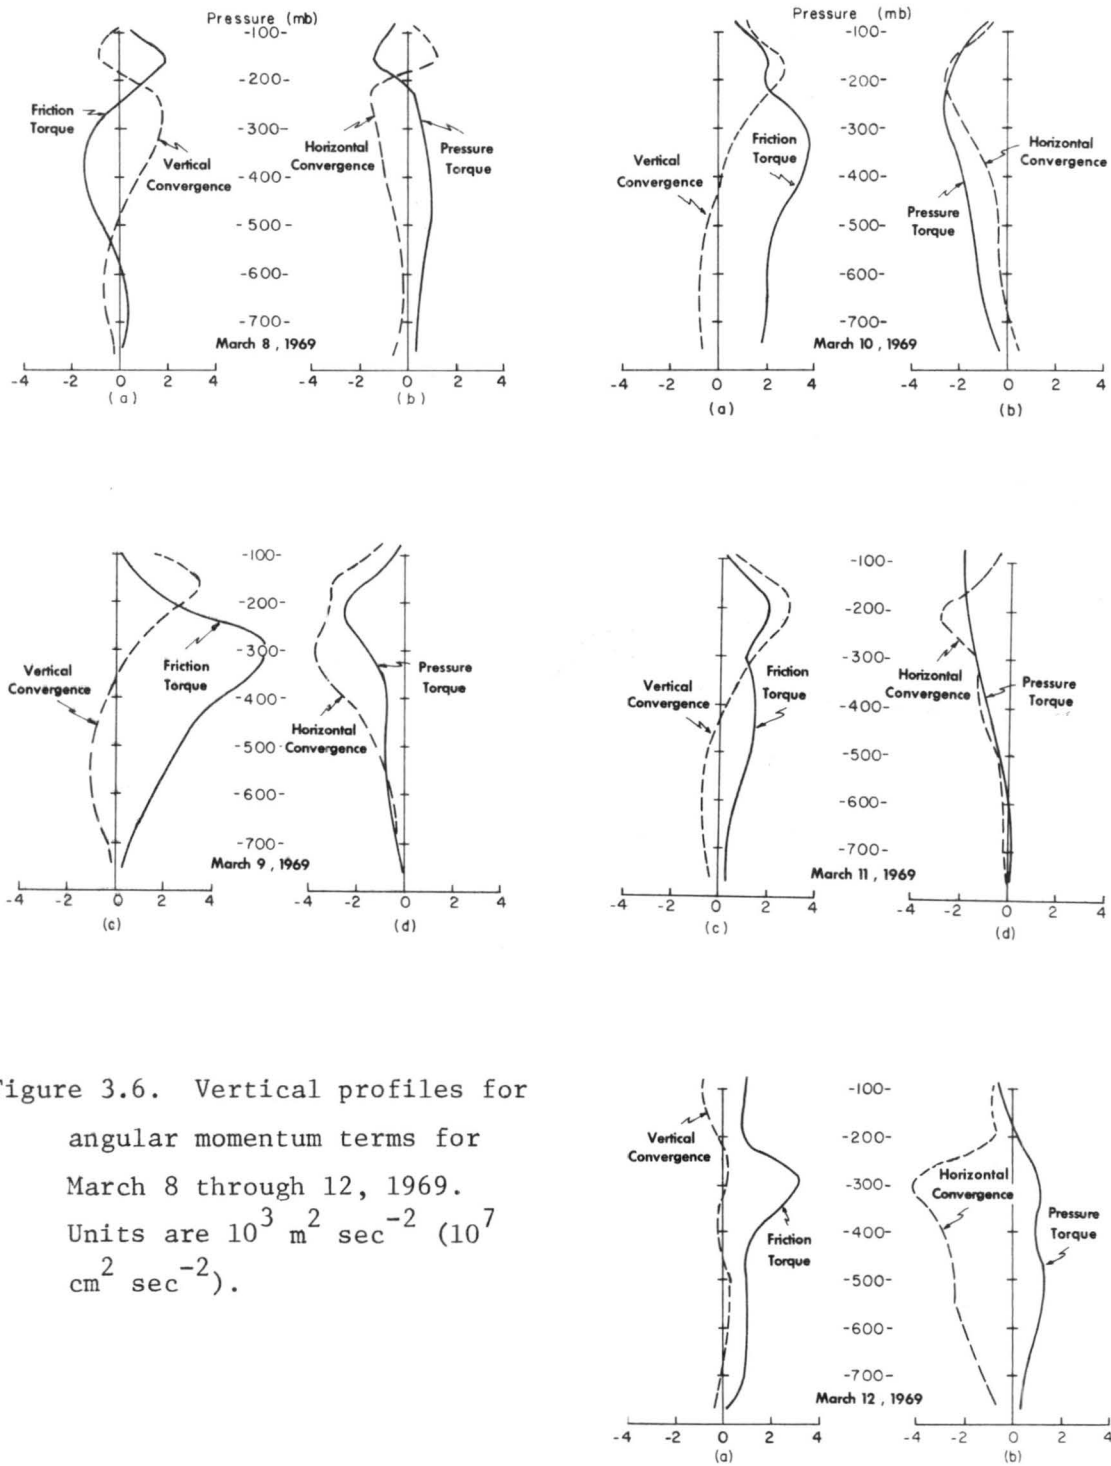 Pressure (mb)
-100-
-200-
-300-
-400-
-500-
-600-
-700-
Friction
Torque
Vertical
Convergence
Horizontal
Convergence
Pressure
Torque
March 8, 1969
-4 -2 0 2 4
(a)
-4 -2 0 2 4
(b)
Pressure (mb)
-100-
-200-
-300-
-400-
-500-
-600-
-700-
Vertical
Convergence
Friction
Torque
Horizontal
Convergence
Pressure
Torque
March 10, 1969
-4 -2 0 2 4
(a)
-4 -2 0 2 4
(b)
-100-
-200-
-300-
-400-
-500-
-600-
-700-
Vertical
Convergence
Friction
Torque
Horizontal
Convergence
Pressure
Torque
March 9, 1969
-4 -2 0 2 4
(c)
-4 -2 0 2 4
(d)
-100-
-200-
-300-
-400-
-500-
-600-
-700-
Vertical
Convergence
Friction
Torque
Horizontal
Convergence
Pressure
Torque
March 11, 1969
-4 -2 0 2 4
(c)
-4 -2 0 2 4
(d)
Figure 3.6. Vertical profiles for
angular momentum terms for
March 8 through 12, 1969.
Units are 10³ m² sec⁻² (10⁷
cm² sec⁻²).
-100-
-200-
-300-
-400-
-500-
-600-
-700-
Vertical
Convergence
Friction
Torque
Horizontal
Convergence
Pressure
Torque
March 12, 1969
-4 -2 0 2 4
(a)
-4 -2 0 2 4
(b)